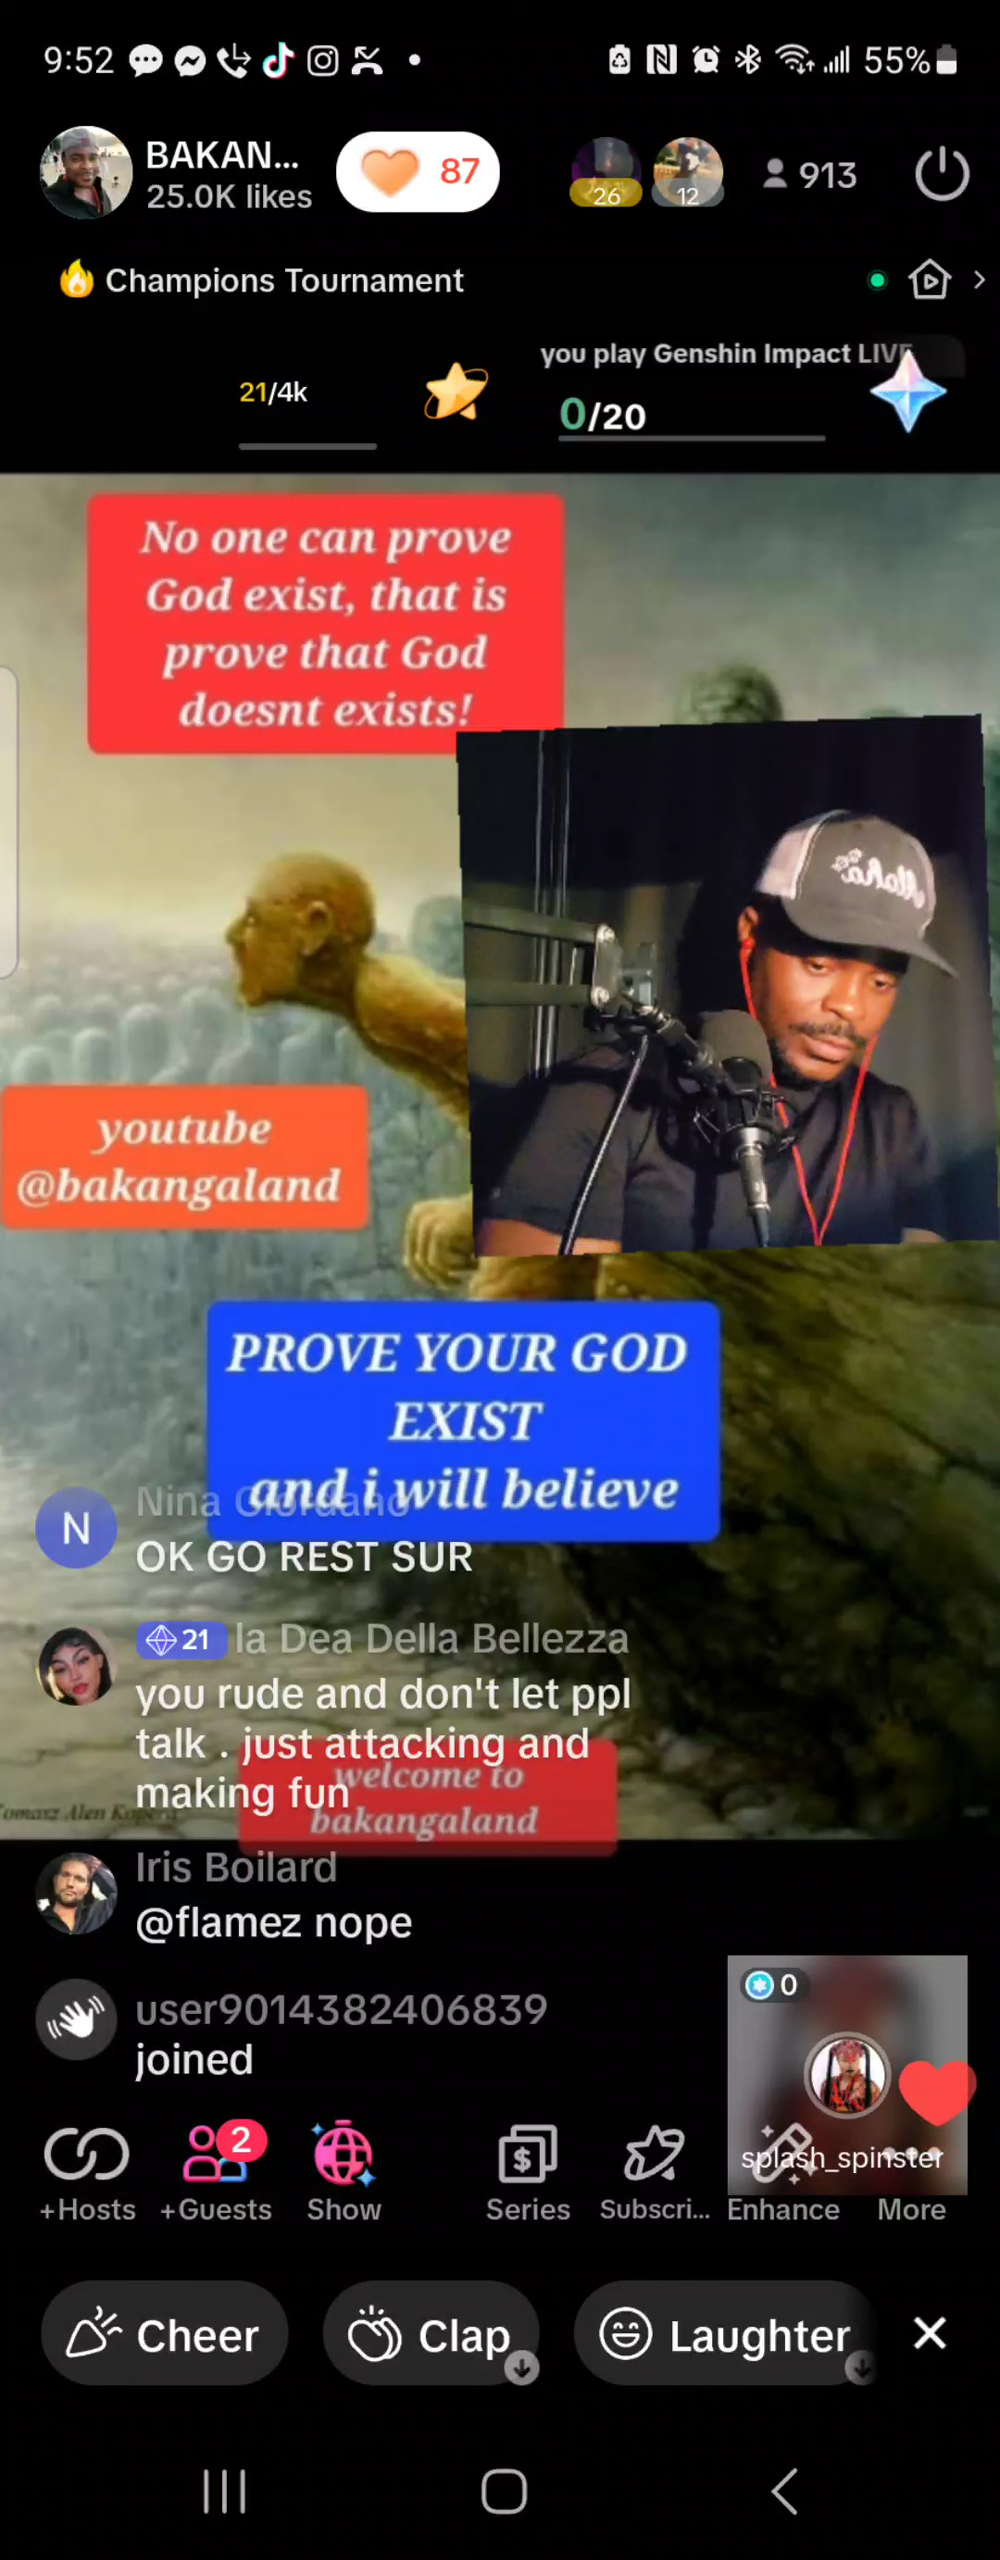 9:52
55%
BAKAN...
25.0K likes
87
26
12
913
Champions Tournament
21/4k
you play Genshin Impact LIVE
0/20
No one can prove
God exist, that is
prove that God
doesnt exists!
youtube
@bakangaland
PROVE YOUR GOD
EXIST
and i will believe
Nina Giordano
N
OK GO REST SUR
21 la Dea Della Bellezza
you rude and don't let ppl
talk . just attacking and
making fun
welcome to
bakangaland
Iris Boilard
@flamez nope
user9014382406839
joined
0
splash_spinster
2
+Hosts
+Guests
Show
Series
Subscri...
Enhance
More
Cheer
Clap
Laughter